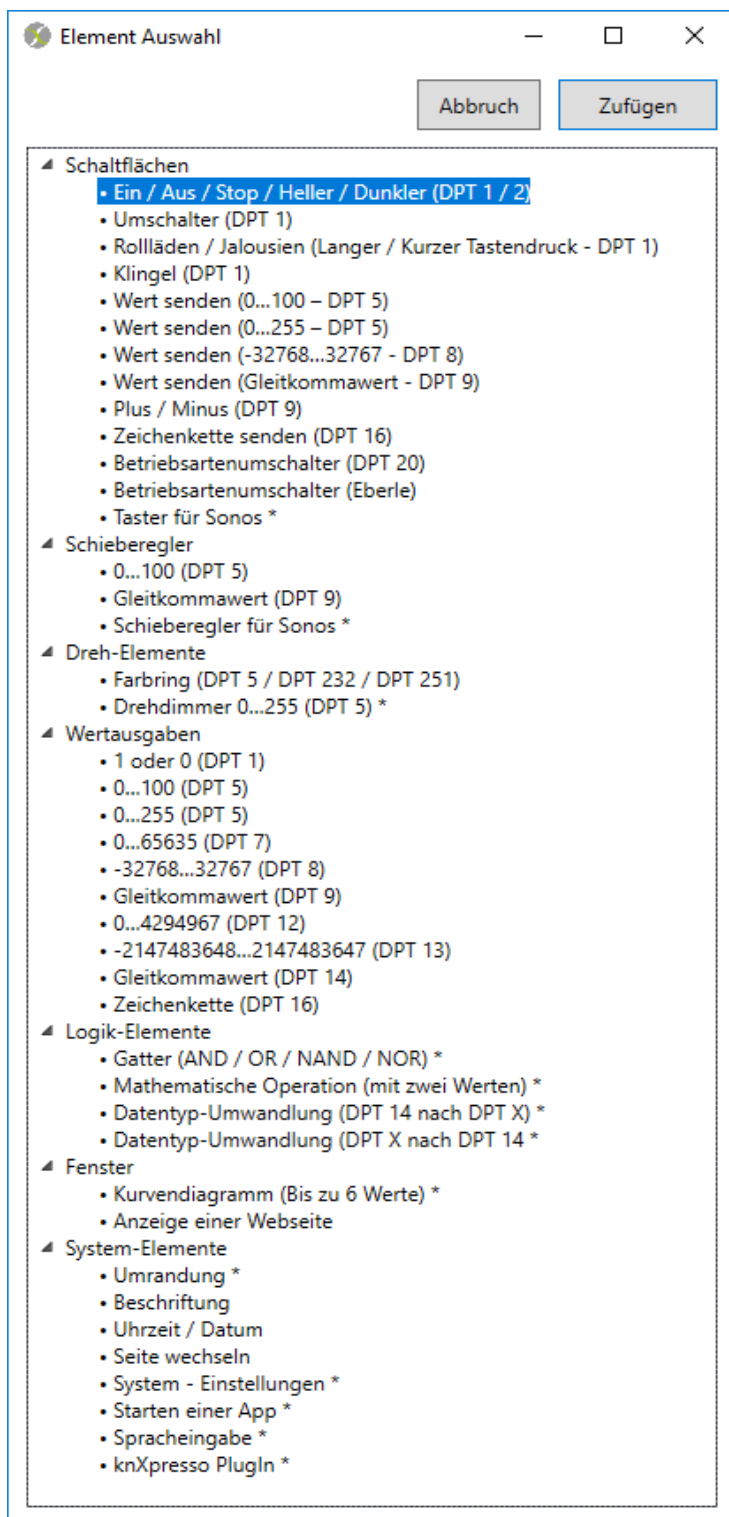 Element Auswahl
Abbruch
Zufügen
Schaltflächen
• Ein / Aus / Stop / Heller / Dunkler (DPT 1 / 2)
• Umschalter (DPT 1)
• Rollläden / Jalousien (Langer / Kurzer Tastendruck - DPT 1)
• Klingel (DPT 1)
• Wert senden (0...100 – DPT 5)
• Wert senden (0...255 – DPT 5)
• Wert senden (-32768...32767 - DPT 8)
• Wert senden (Gleitkommawert - DPT 9)
• Plus / Minus (DPT 9)
• Zeichenkette senden (DPT 16)
• Betriebsartenumschalter (DPT 20)
• Betriebsartenumschalter (Eberle)
• Taster für Sonos *
Schieberegler
• 0...100 (DPT 5)
• Gleitkommawert (DPT 9)
• Schieberegler für Sonos *
Dreh-Elemente
• Farbring (DPT 5 / DPT 232 / DPT 251)
• Drehdimmer 0...255 (DPT 5) *
Wertausgaben
• 1 oder 0 (DPT 1)
• 0...100 (DPT 5)
• 0...255 (DPT 5)
• 0...65635 (DPT 7)
• -32768...32767 (DPT 8)
• Gleitkommawert (DPT 9)
• 0...4294967 (DPT 12)
• -2147483648...2147483647 (DPT 13)
• Gleitkommawert (DPT 14)
• Zeichenkette (DPT 16)
Logik-Elemente
• Gatter (AND / OR / NAND / NOR) *
• Mathematische Operation (mit zwei Werten) *
• Datentyp-Umwandlung (DPT 14 nach DPT X) *
• Datentyp-Umwandlung (DPT X nach DPT 14 *
Fenster
• Kurvendiagramm (Bis zu 6 Werte) *
• Anzeige einer Webseite
System-Elemente
• Umrandung *
• Beschriftung
• Uhrzeit / Datum
• Seite wechseln
• System - Einstellungen *
• Starten einer App *
• Spracheingabe *
• knXpresso PlugIn *